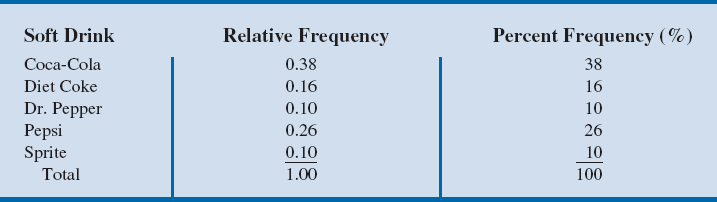 Soft Drink Relative Frequency Percent Frequency (%)
Coca-Cola 0.38 38
Diet Coke 0.16 16
Dr. Pepper 0.10 10
Pepsi 0.26 26
Sprite 0.10 10
Total 1.00 100